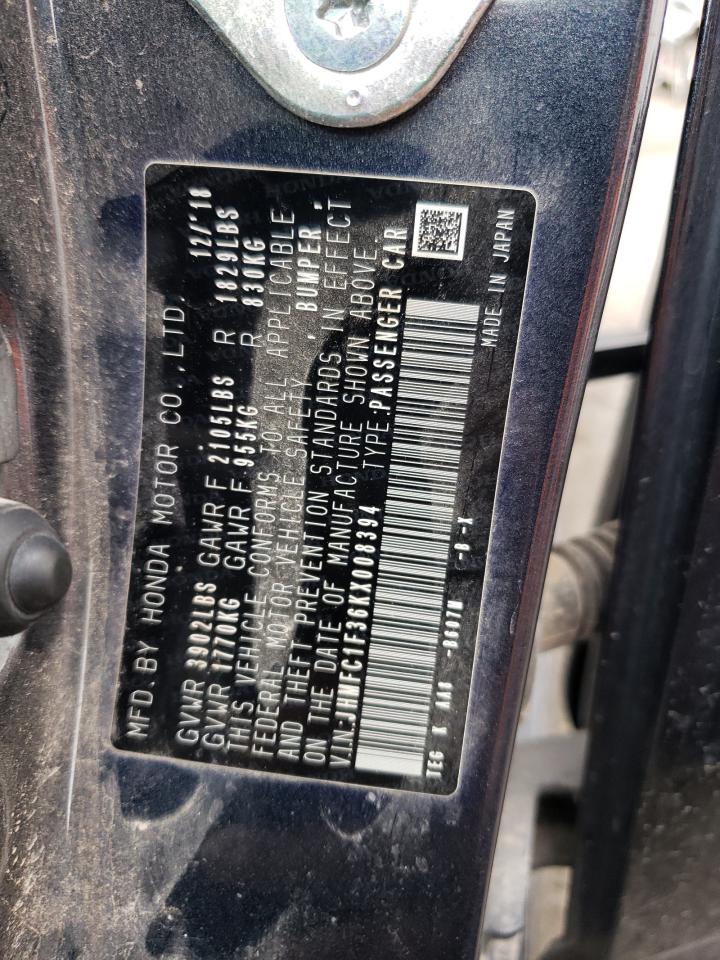 MFD.BY HONDA MOTOR CO.,LTD. 12/'18
GVWR 3902LBS GAWR F 2105LBS R 1829LBS
GVWR 1770KG GAWR F 955KG R 830KG
THIS VEHICLE CONFORMS TO ALL APPLICABLE
FEDERAL MOTOR VEHICLE SAFETY , BUMPER ,
AND THEFT PREVENTION STANDARDS IN EFFECT
ON THE DATE OF MANUFACTURE SHOWN ABOVE.
V.I.N:JHMFC1F36KX008394 TYPE:PASSENGER CAR
MADE IN JAPAN